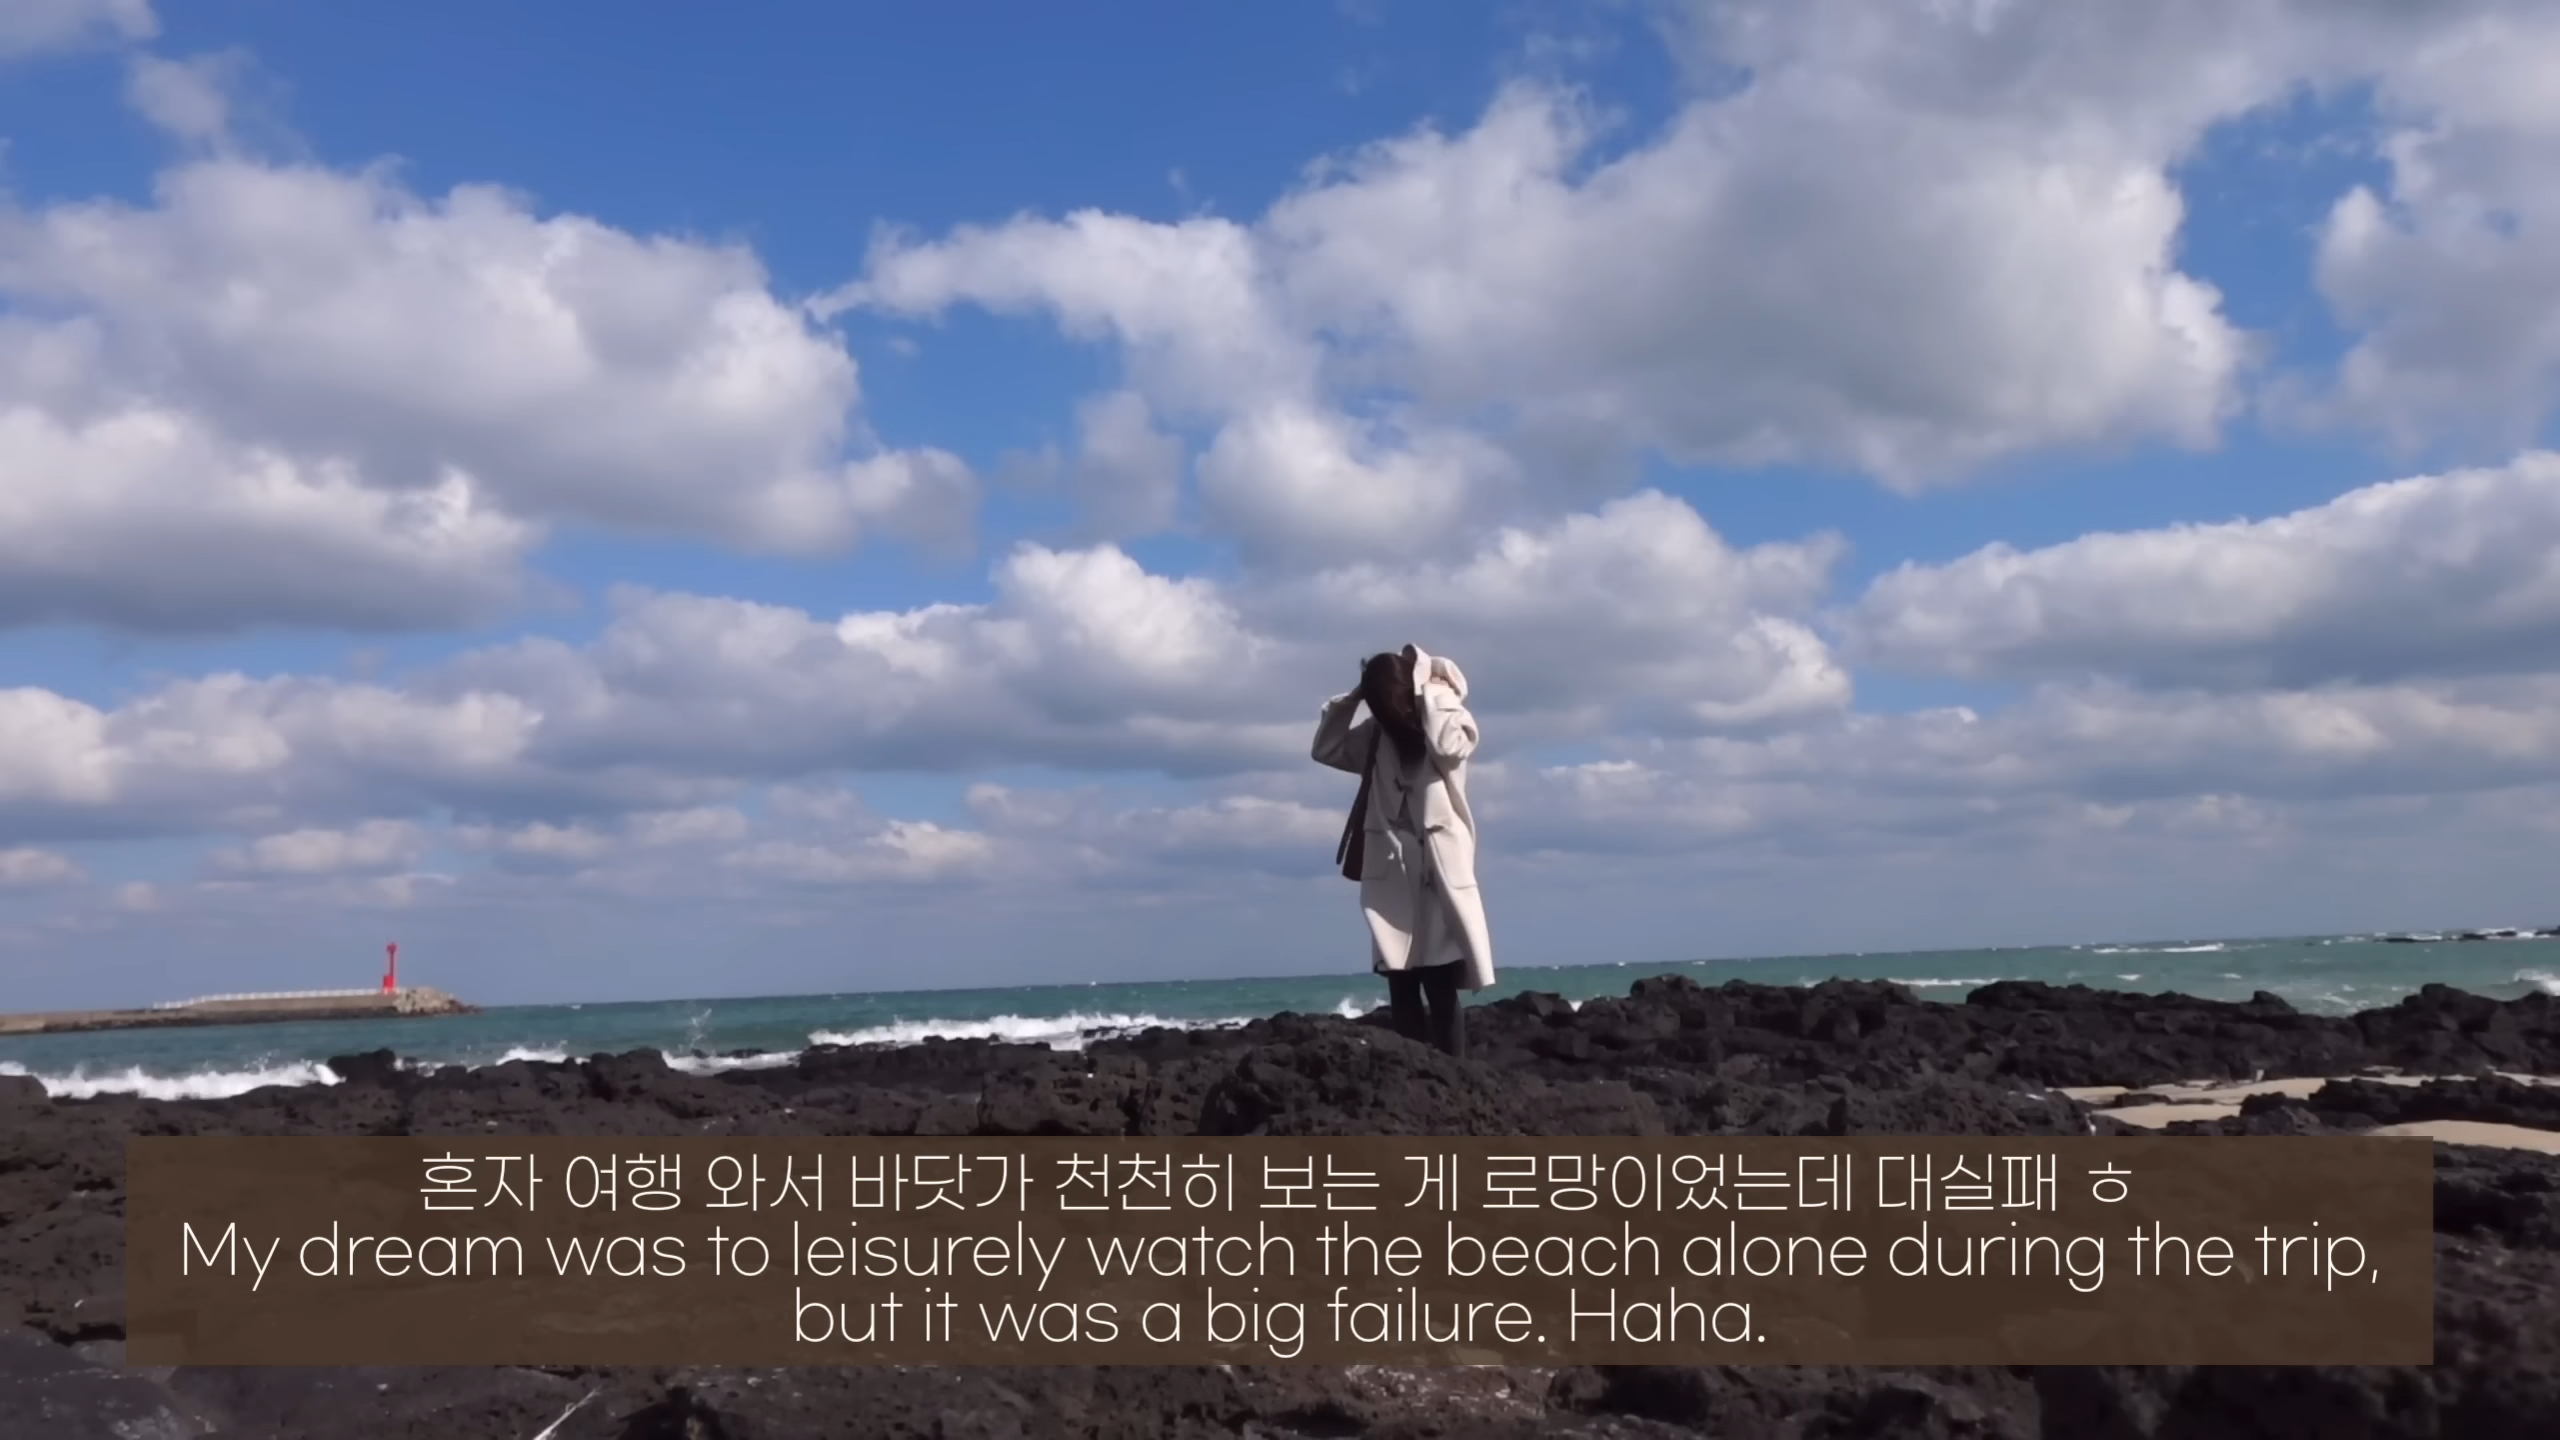 혼자 여행 와서 바닷가 천천히 보는 게 로망이었는데 대실패 ㅎ
My dream was to leisurely watch the beach alone during the trip,
but it was a big failure. Haha.